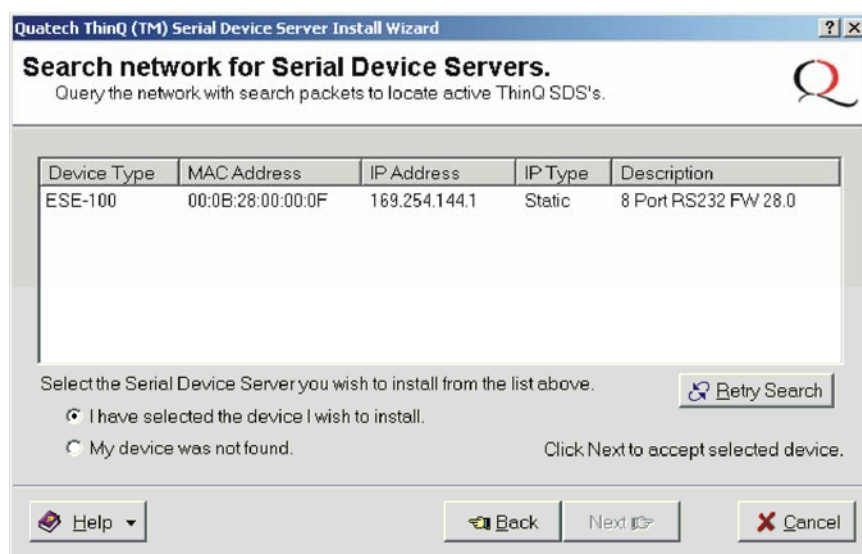 Quatech ThinQ (TM) Serial Device Server Install Wizard
Search network for Serial Device Servers.
Query the network with search packets to locate active ThinQ SDS's.
Device Type MAC Address IP Address IP Type Description
ESE-100 00:0B:28:00:00:0F 169.254.144.1 Static 8 Port RS232 FW 28.0
Select the Serial Device Server you wish to install from the list above.
Retry Search
I have selected the device I wish to install.
My device was not found.
Click Next to accept selected device.
Help Back Next Cancel